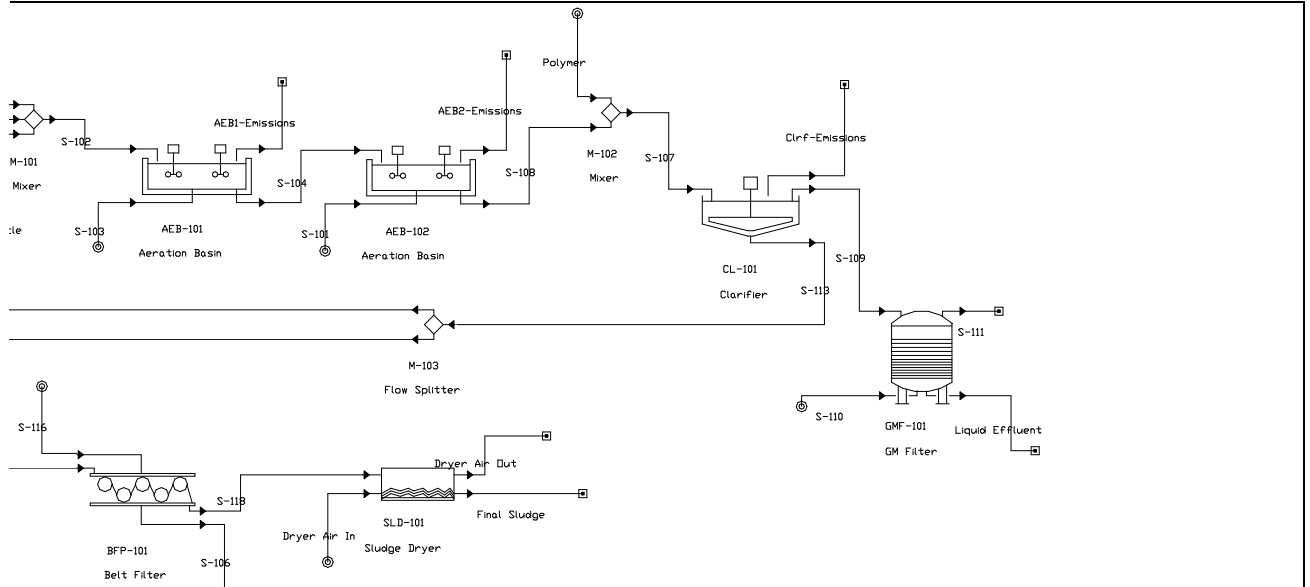 Polymer
AEB2-Emissions
AEB1-Emissions
Clrf-Emissions
S-102
M-101
Mixer
M-102
Mixer
S-107
S-104
S-108
cle
S-103
AEB-101
Aeration Basin
S-101
AEB-102
Aeration Basin
S-109
CL-101
Clarifier
S-113
S-111
M-103
Flow Splitter
S-116
S-110
GMF-101
GM Filter
Liquid Effluent
Dryer Air Out
S-118
Final Sludge
SLD-101
Sludge Dryer
Dryer Air In
BFP-101
Belt Filter
S-106